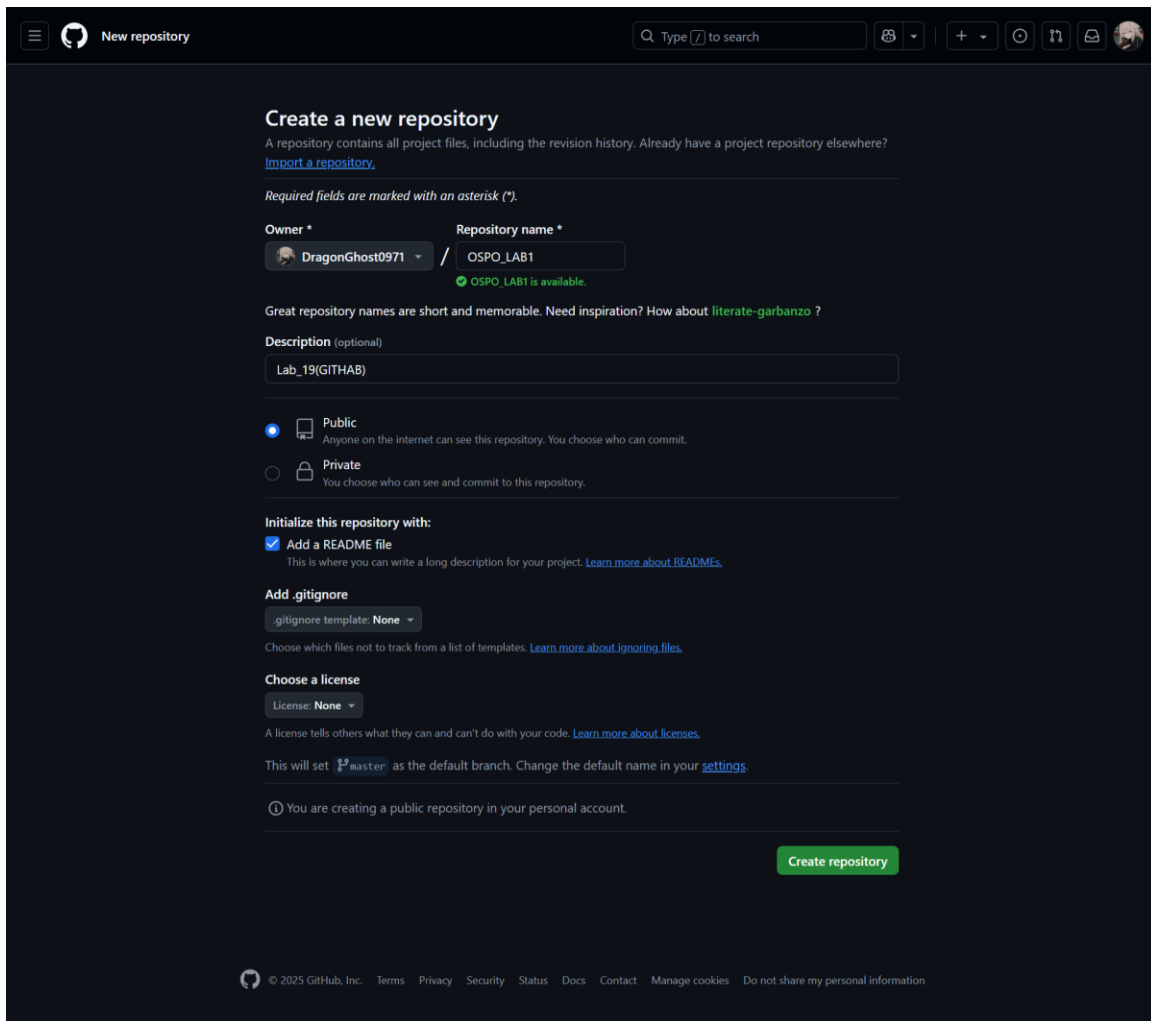 New repository
Type / to search
Create a new repository
A repository contains all project files, including the revision history. Already have a project repository elsewhere?
Import a repository.
Required fields are marked with an asterisk (*).
Owner * Repository name *
DragonGhost0971 / OSPO_LAB1
OSPO_LAB1 is available.
Great repository names are short and memorable. Need inspiration? How about literate-garbanzo ?
Description (optional)
Lab_19(GITHAB)
Public
Anyone on the internet can see this repository. You choose who can commit.
Private
You choose who can see and commit to this repository.
Initialize this repository with:
Add a README file
This is where you can write a long description for your project. Learn more about READMEs.
Add .gitignore
.gitignore template: None
Choose which files not to track from a list of templates. Learn more about ignoring files.
Choose a license
License: None
A license tells others what they can and can't do with your code. Learn more about licenses.
This will set master as the default branch. Change the default name in your settings.
You are creating a public repository in your personal account.
Create repository
© 2025 GitHub, Inc. Terms Privacy Security Status Docs Contact Manage cookies Do not share my personal information